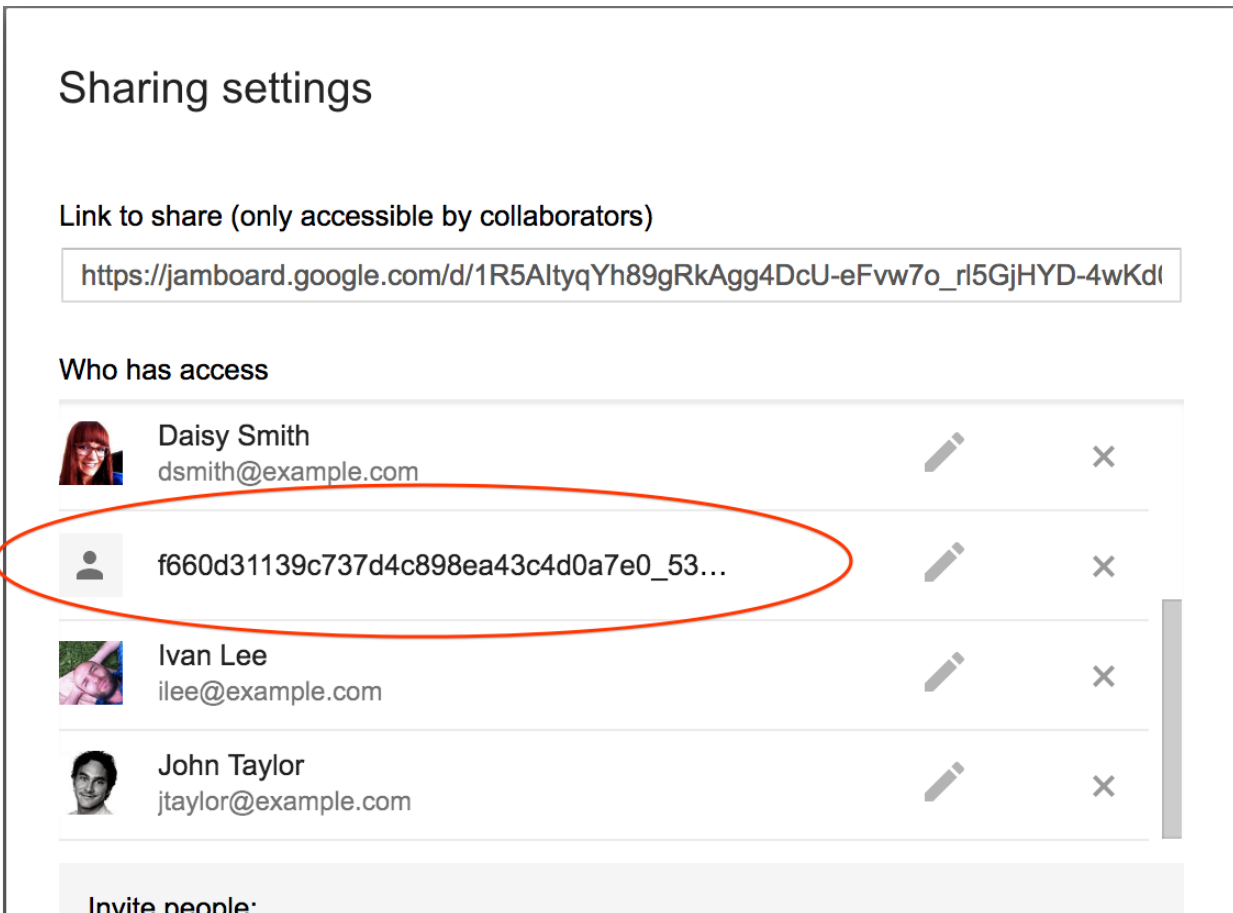 Sharing settings
Link to share (only accessible by collaborators)
https://jamboard.google.com/d/1R5AltyqYh89gRkAgg4DcU-eFvw7o_rl5GjHYD-4wKd
Who has access
Daisy Smith
dsmith@example.com
f660d31139c737d4c898ea43c4d0a7e0_53...
Ivan Lee
ilee@example.com
John Taylor
jtaylor@example.com
Invite people: